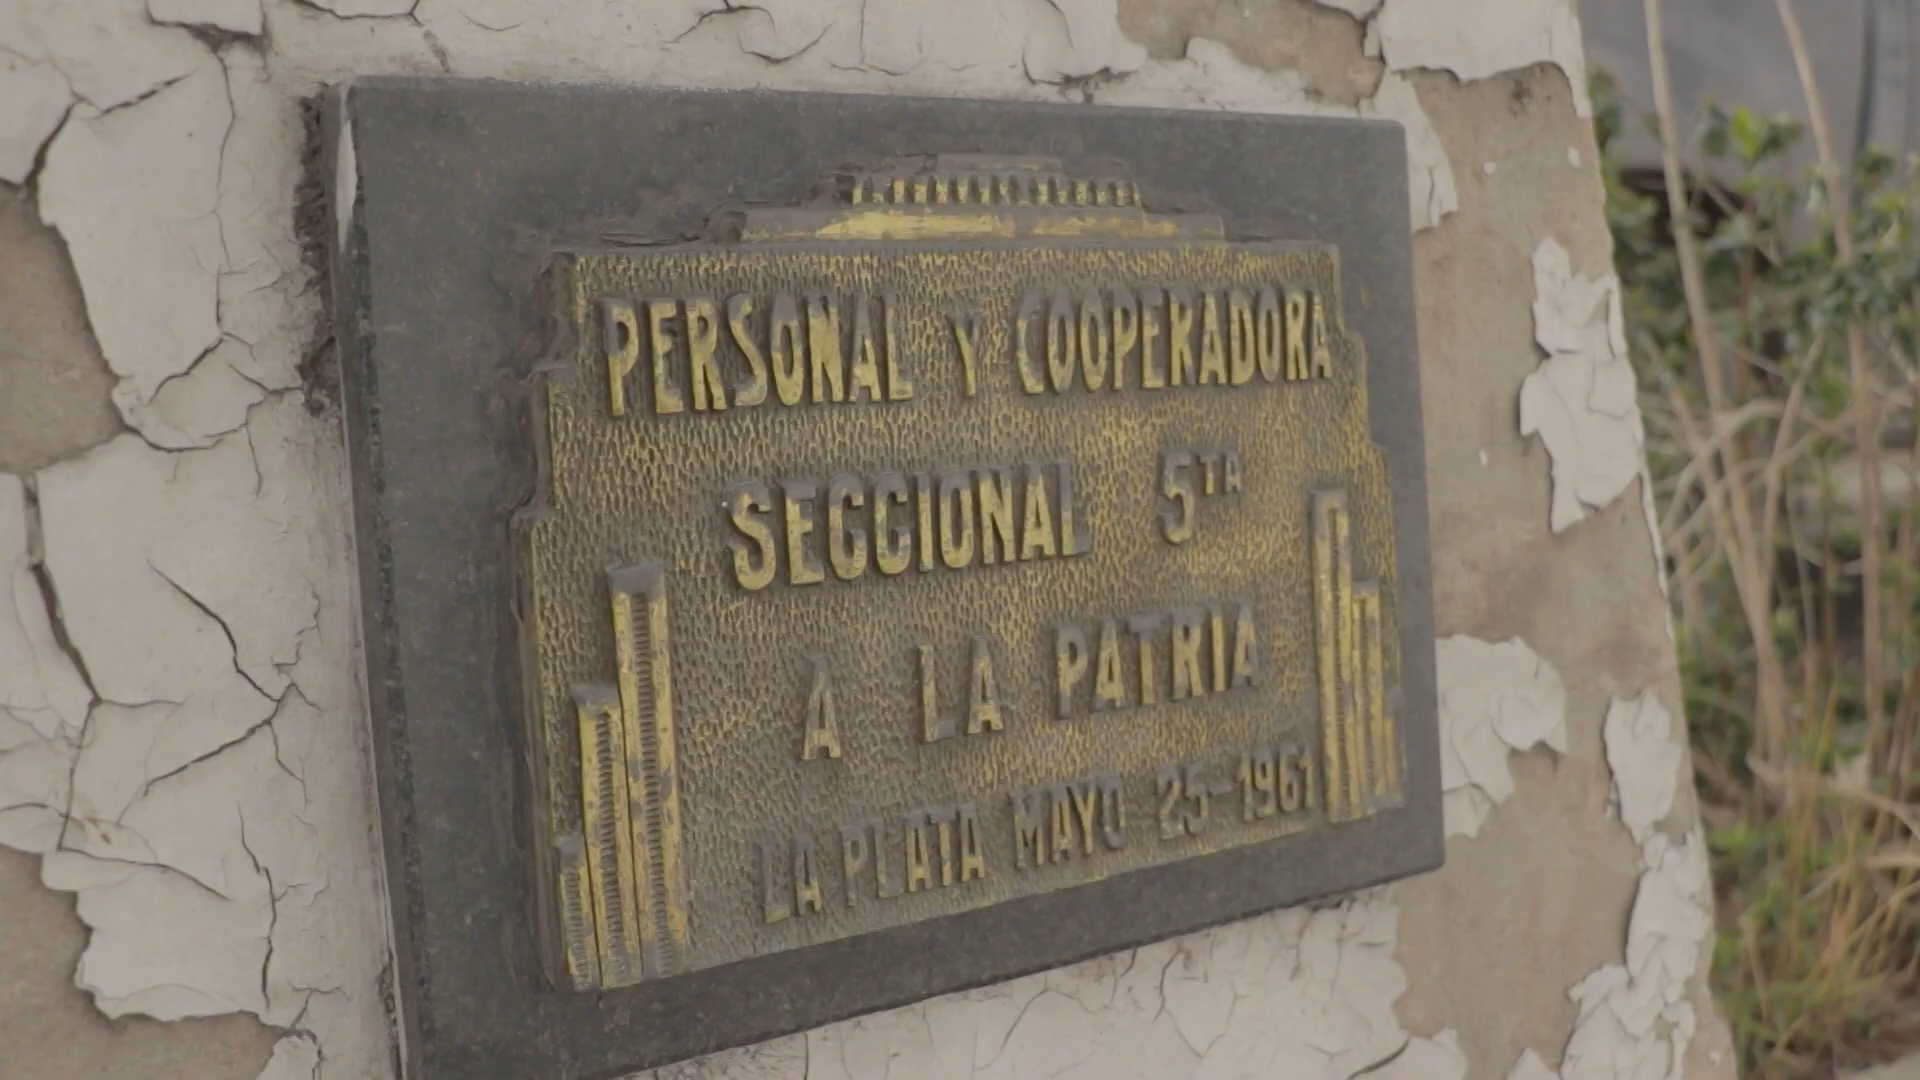 PERSONAL Y COOPERADORA
SECCIONAL 5TA
A LA PATRIA
LA PLATA MAYO 25-1961